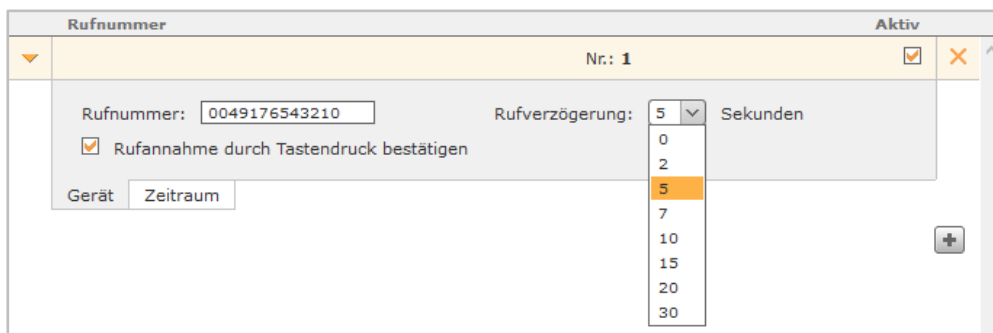 Rufnummer Aktiv
Nr.: 1
Rufnummer: 0049176543210 Rufverzögerung: 5 Sekunden
Rufannahme durch Tastendruck bestätigen
0
2
5
7
10
15
20
30
Gerät Zeitraum